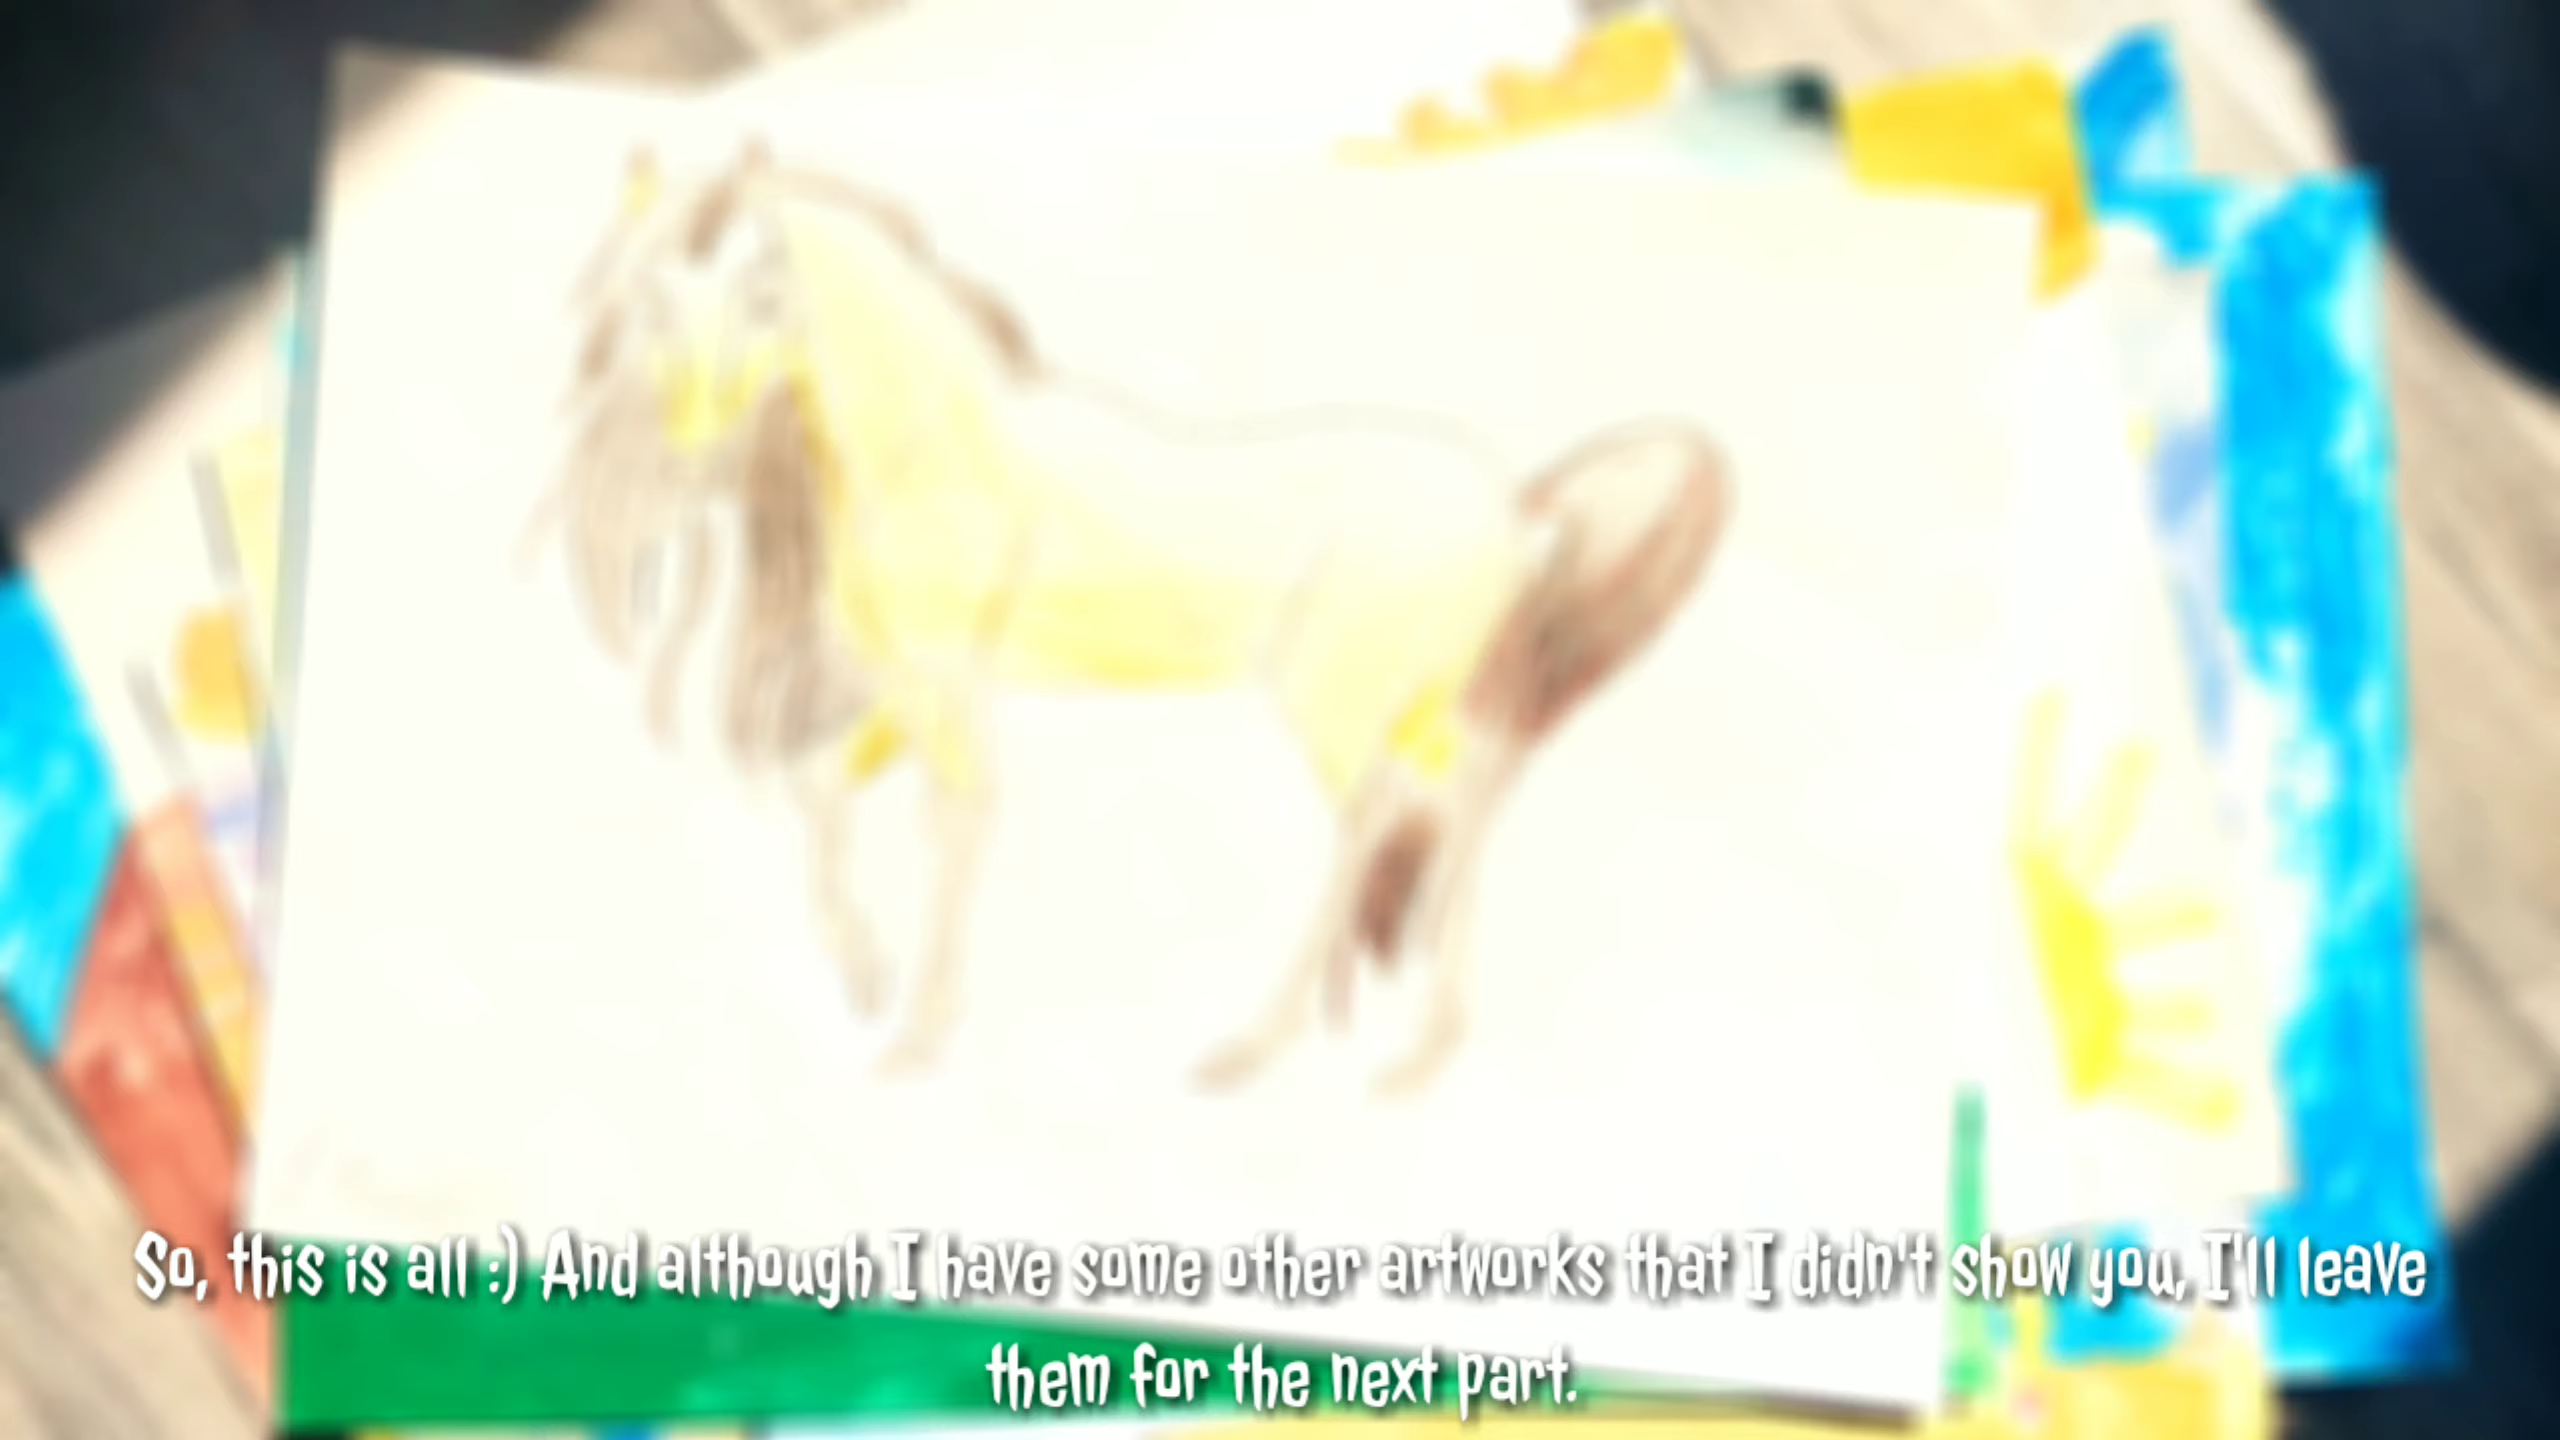 So, this is all :) And although I have some other artworks that I didn't show you, I'll leave
them for the next part.